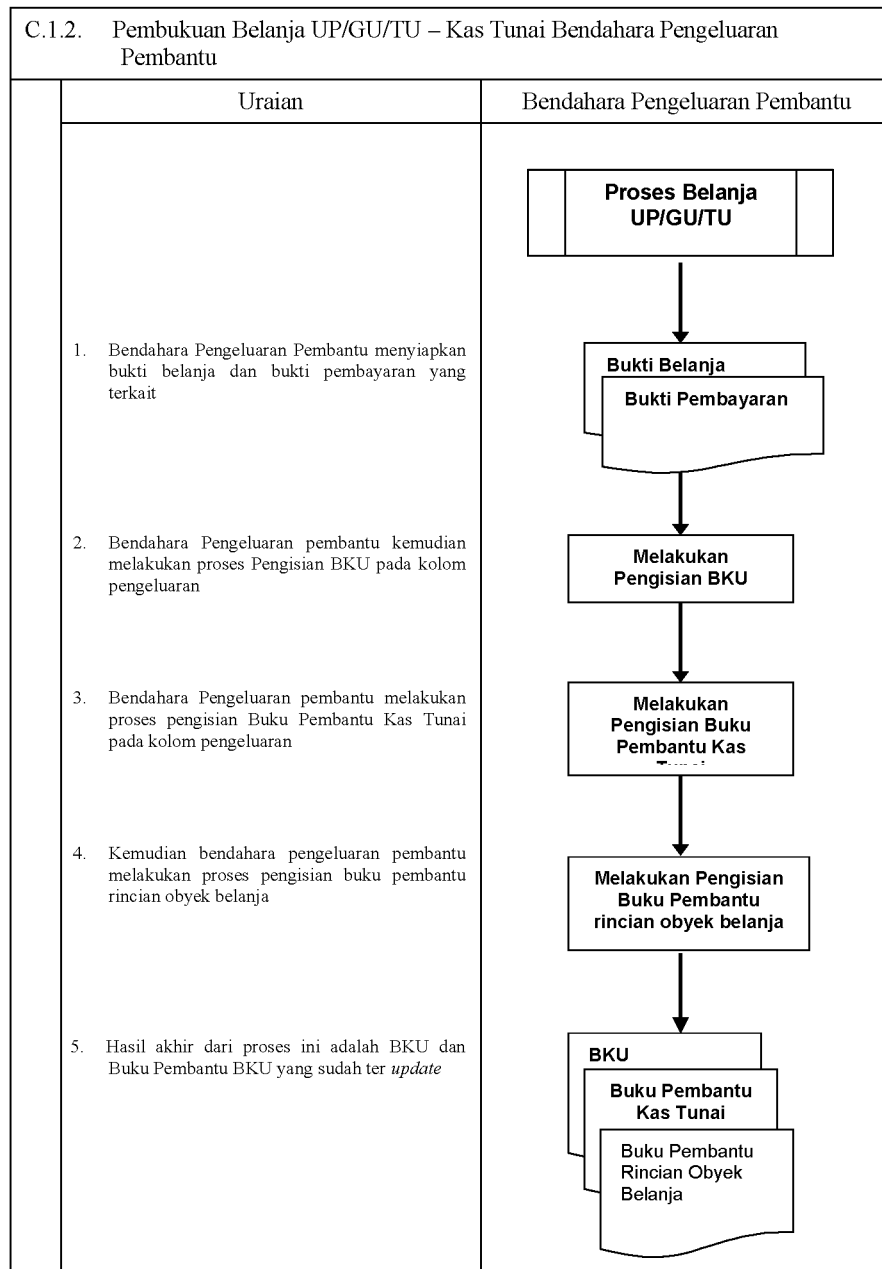 C.1.2. Pembukuan Belanja UP/GU/TU – Kas Tunai Bendahara Pengeluaran
Pembantu
Uraian
Bendahara Pengeluaran Pembantu
Proses Belanja
UP/GU/TU
1. Bendahara Pengeluaran Pembantu menyiapkan
bukti belanja dan bukti pembayaran yang
terkait
Bukti Belanja
Bukti Pembayaran
2. Bendahara Pengeluaran pembantu kemudian
melakukan proses Pengisian BKU pada kolom
pengeluaran
Melakukan
Pengisian BKU
3. Bendahara Pengeluaran pembantu melakukan
proses pengisian Buku Pembantu Kas Tunai
pada kolom pengeluaran
Melakukan
Pengisian Buku
Pembantu Kas
4. Kemudian bendahara pengeluaran pembantu
melakukan proses pengisian buku pembantu
rincian obyek belanja
Melakukan Pengisian
Buku Pembantu
rincian obyek belanja
5. Hasil akhir dari proses ini adalah BKU dan
Buku Pembantu BKU yang sudah ter update
BKU
Buku Pembantu
Kas Tunai
Buku Pembantu
Rincian Obyek
Belanja